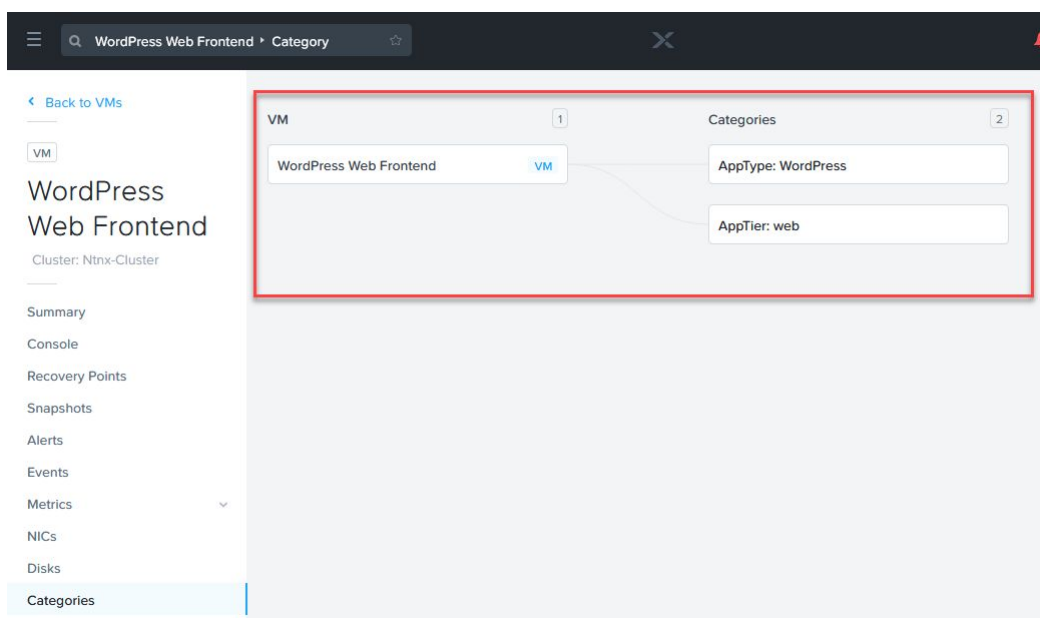 WordPress Web Frontend ‣ Category
Back to VMs
VM
WordPress
Web Frontend
Cluster: Ntnx-Cluster
Summary
Console
Recovery Points
Snapshots
Alerts
Events
Metrics
NICs
Disks
Categories
VM 1
WordPress Web Frontend VM
Categories 2
AppType: WordPress
AppTier: web